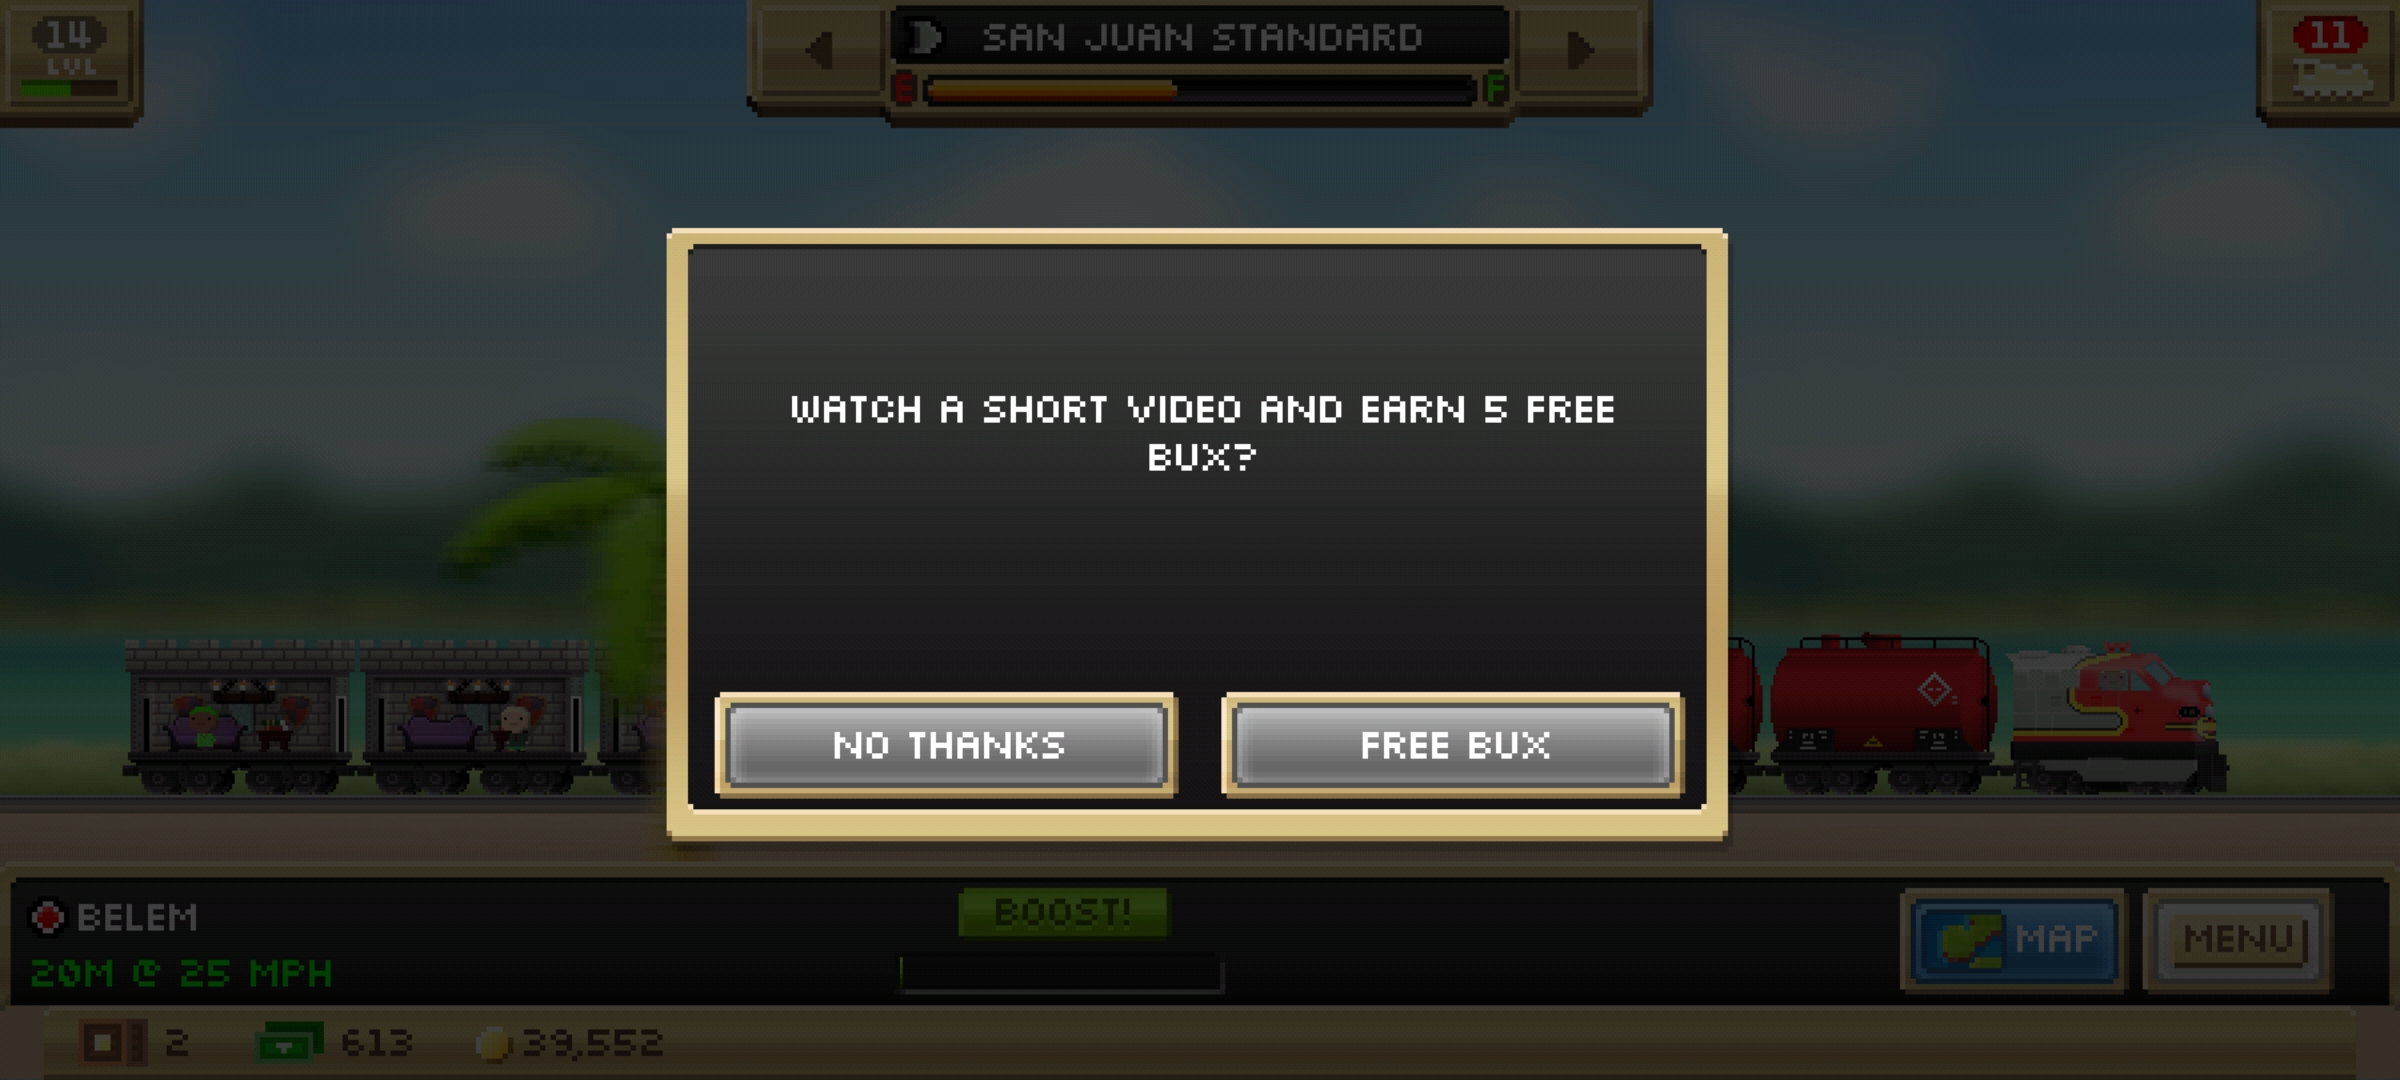 14
LVL
SAN JUAN STANDARD
E F
11
WATCH A SHORT VIDEO AND EARN 5 FREE
BUX?
NO THANKS
FREE BUX
BELEM
20M @ 25 MPH
BOOST!
MAP
MENU
2
613
39,552